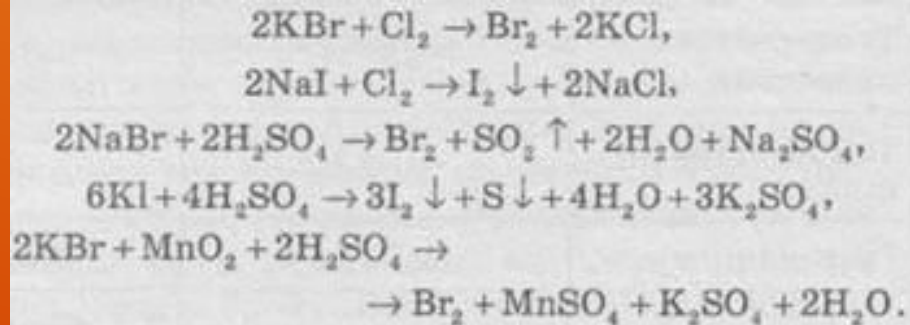 2KBr + Cl₂ → Br₂ + 2KCl,
2NaI + Cl₂ → I₂ ↓ + 2NaCl,
2NaBr + 2H₂SO₄ → Br₂ + SO₂ ↑ + 2H₂O + Na₂SO₄,
6Kl + 4H₂SO₄ → 3I₂ ↓ + S ↓ + 4H₂O + 3K₂SO₄,
2KBr + MnO₂ + 2H₂SO₄ →
→ Br₂ + MnSO₄ + K₂SO₄ + 2H₂O.